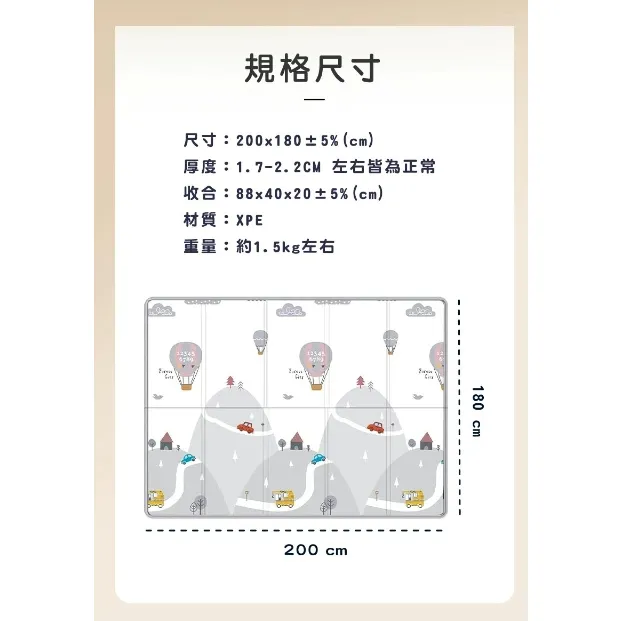 規格尺寸
尺寸：200x180±5%(cm)
厚度：1.7-2.2CM 左右皆為正常
收合：88x40x20±5%(cm)
材質：XPE
重量：約1.5kg左右
180 cm
200 cm